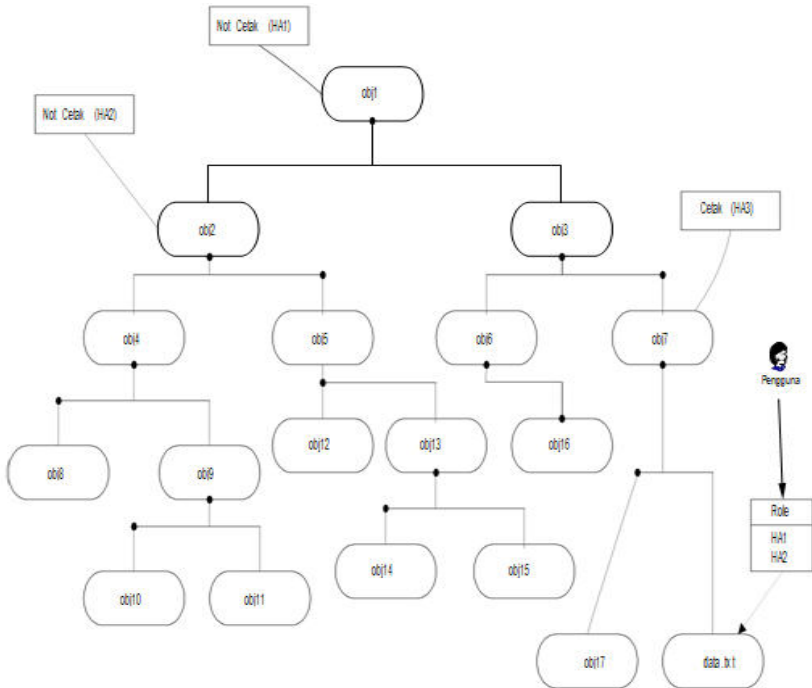 Not Cetak (HA1)
obj1
Not Cetak (HA2)
obj2
obj3
Cetak (HA3)
obj4
obj5
obj6
obj7
Pengguna
obj8
obj9
obj12
obj13
obj16
Role
HA1
HA2
obj10
obj11
obj14
obj15
obj17
data.txt